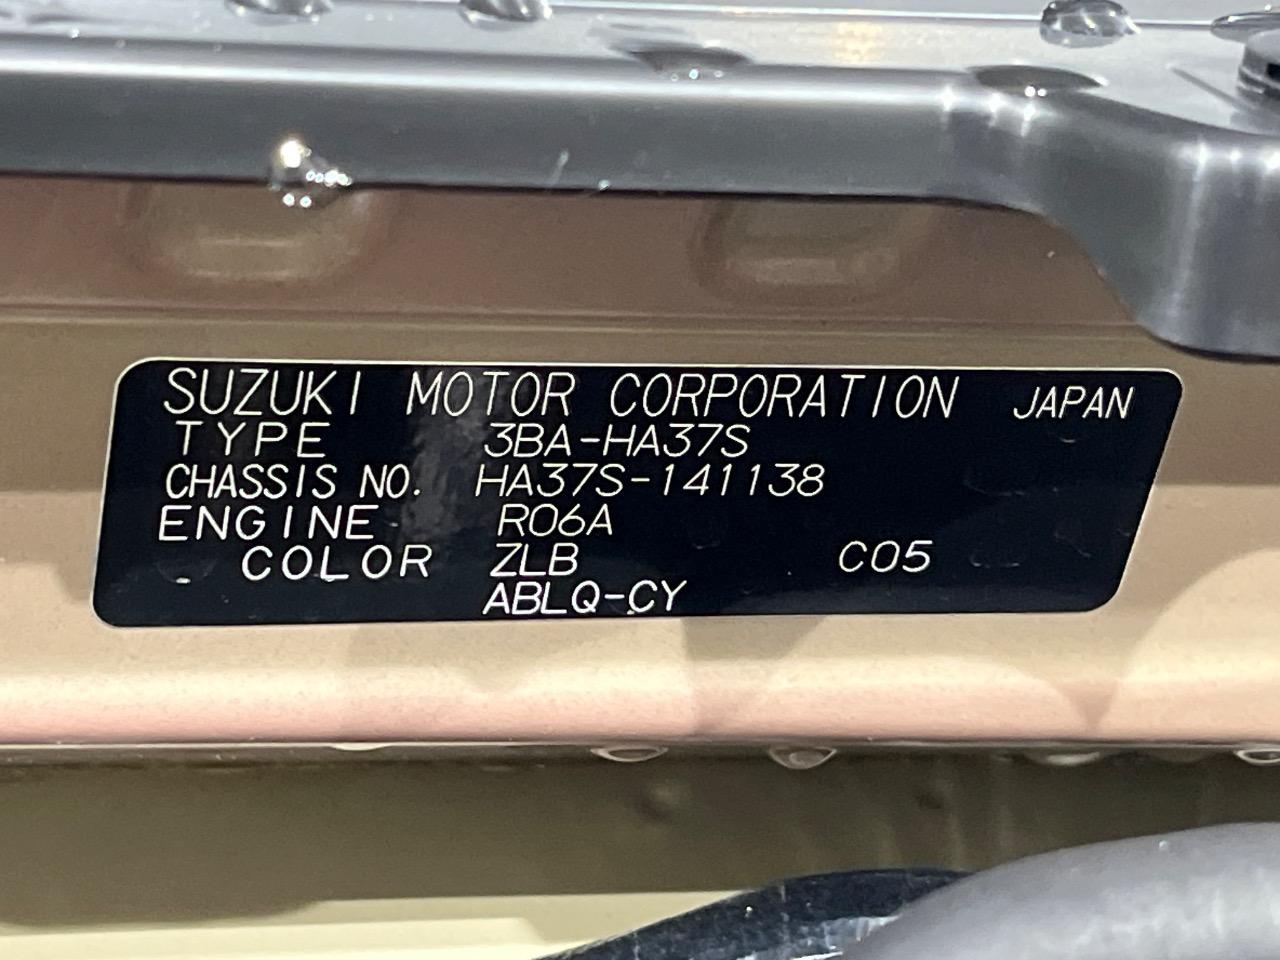 SUZUKI MOTOR CORPORATION JAPAN
TYPE 3BA-HA37S
CHASSIS NO. HA37S-141138
ENGINE R06A
COLOR ZLB C05
ABLQ-CY